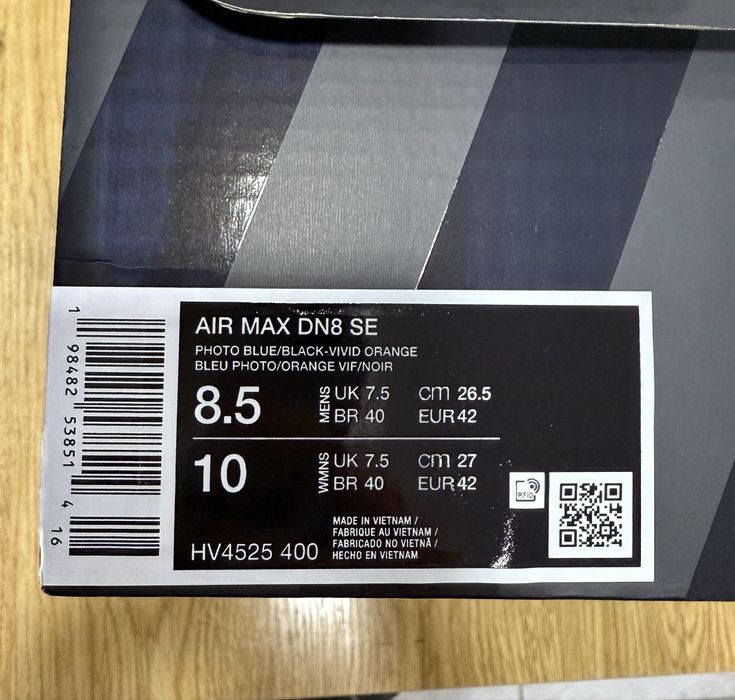 AIR MAX DN8 SE
PHOTO BLUE/BLACK-VIVID ORANGE
BLEU PHOTO/ORANGE VIF/NOIR
8.5 MENS UK 7.5 cm 26.5
BR 40 EUR 42
10 WMNS UK 7.5 cm 27
BR 40 EUR 42
RFID
HV4525 400
MADE IN VIETNAM /
FABRIQUE AU VIETNAM /
FABRICADO NO VIETNÃ /
HECHO EN VIETNAM
1 98482 53851 4 16